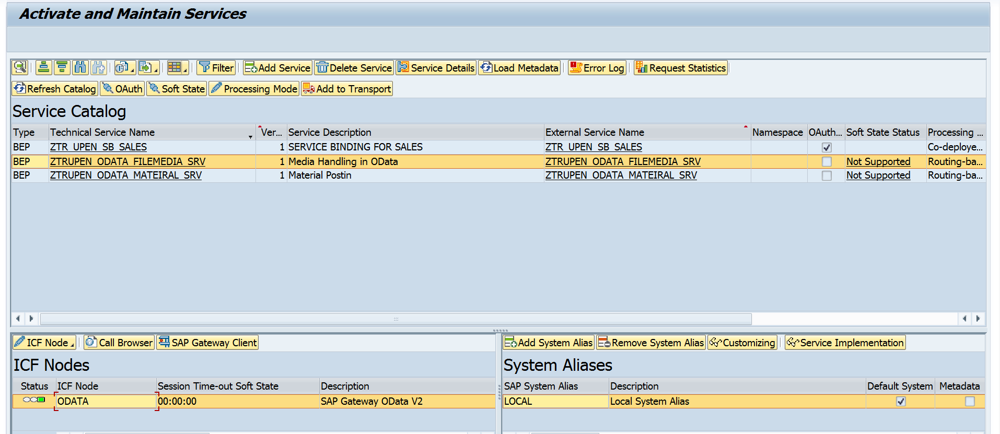 Activate and Maintain Services
Filter Add Service Delete Service Service Details Load Metadata Error Log Request Statistics
Refresh Catalog OAuth Soft State Processing Mode Add to Transport
Service Catalog
Type Technical Service Name Ver... Service Description External Service Name Namespace OAuth... Soft State Status Processing ...
BEP ZTR_UPEN_SB_SALES 1 SERVICE BINDING FOR SALES ZTR_UPEN_SB_SALES Co-deploye...
BEP ZTRUPEN_ODATA_FILEMEDIA_SRV 1 Media Handling in OData ZTRUPEN_ODATA_FILEMEDIA_SRV Not Supported Routing-ba...
BEP ZTRUPEN_ODATA_MATEIRAL_SRV 1 Material Postin ZTRUPEN_ODATA_MATEIRAL_SRV Not Supported Routing-ba...
ICF Node Call Browser SAP Gateway Client
ICF Nodes
Status ICF Node Session Time-out Soft State Description
ODATA 00:00:00 SAP Gateway OData V2
Add System Alias Remove System Alias Customizing Service Implementation
System Aliases
SAP System Alias Description Default System Metadata
LOCAL Local System Alias